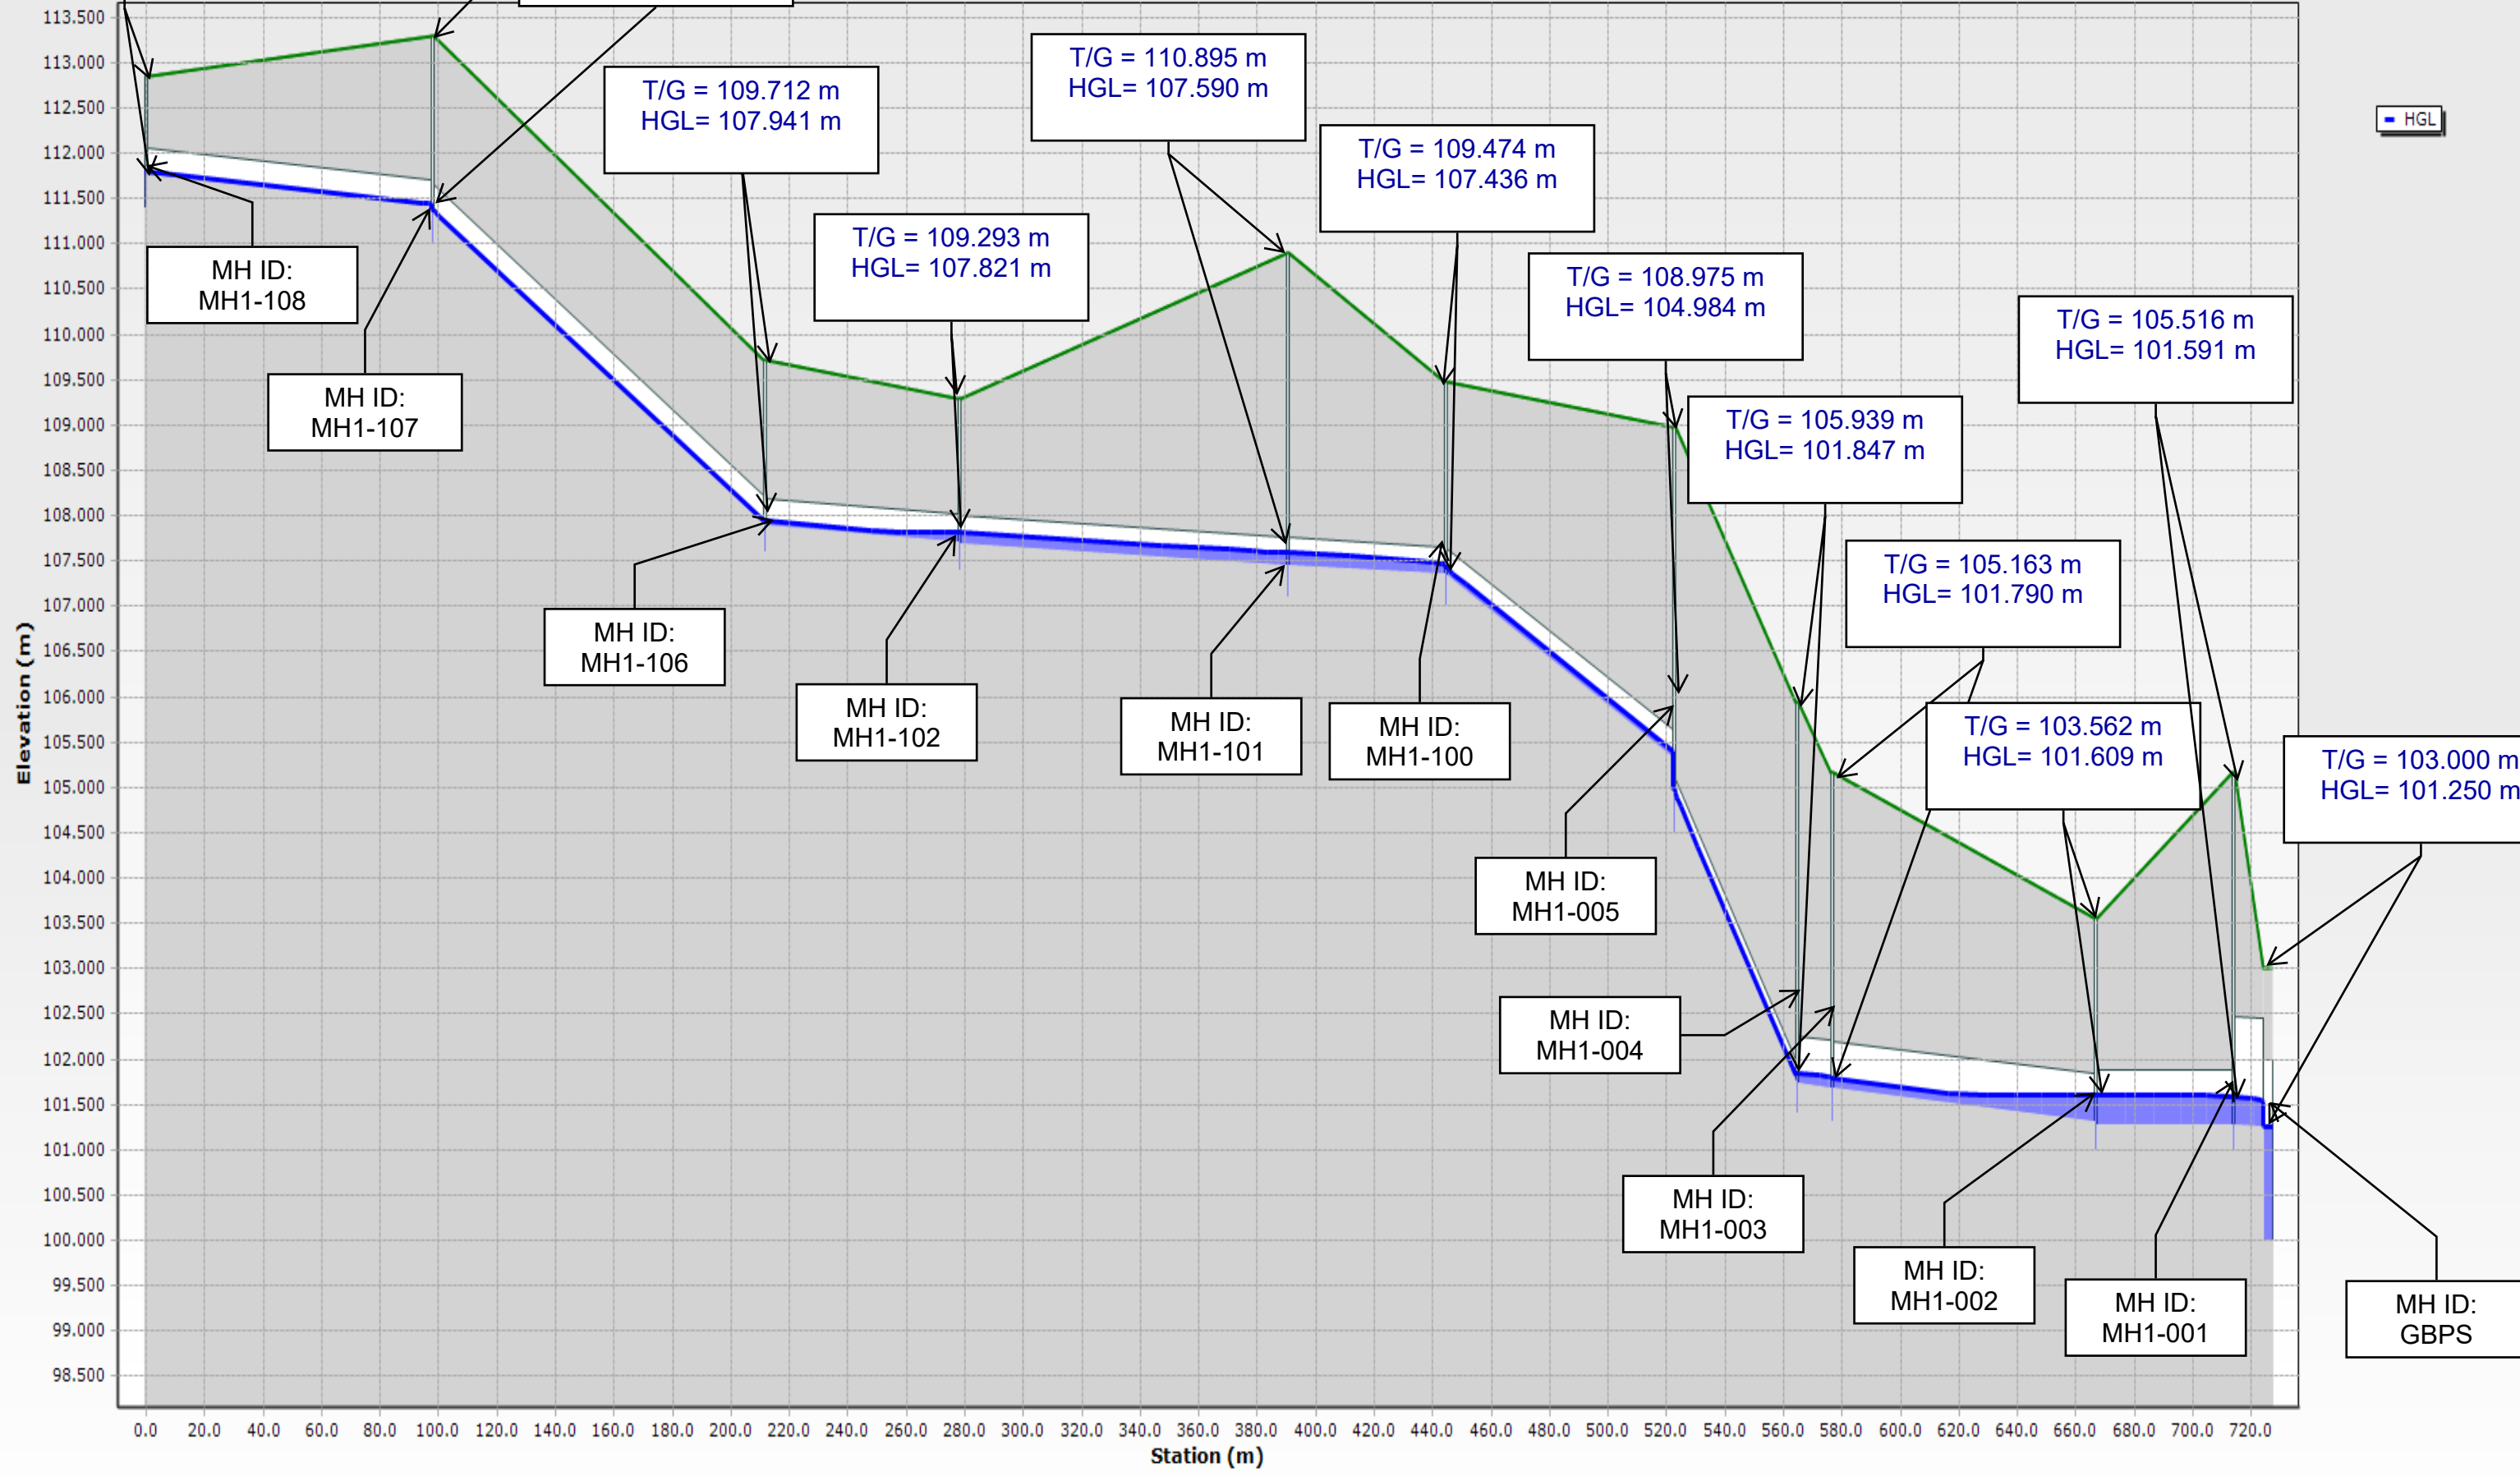 T/G = 110.895 m
HGL= 107.590 m
T/G = 109.712 m
HGL= 107.941 m
HGL
T/G = 109.474 m
HGL= 107.436 m
T/G = 109.293 m
HGL= 107.821 m
T/G = 108.975 m
HGL= 104.984 m
MH ID:
MH1-108
T/G = 105.516 m
HGL= 101.591 m
MH ID:
MH1-107
T/G = 105.939 m
HGL= 101.847 m
T/G = 105.163 m
HGL= 101.790 m
MH ID:
MH1-106
MH ID:
MH1-102
MH ID:
MH1-101
MH ID:
MH1-100
T/G = 103.562 m
HGL= 101.609 m
T/G = 103.000 m
HGL= 101.250 m
MH ID:
MH1-005
MH ID:
MH1-004
MH ID:
MH1-003
MH ID:
MH1-002
MH ID:
MH1-001
MH ID:
GBPS
Elevation (m)
113.500
113.000
112.500
112.000
111.500
111.000
110.500
110.000
109.500
109.000
108.500
108.000
107.500
107.000
106.500
106.000
105.500
105.000
104.500
104.000
103.500
103.000
102.500
102.000
101.500
101.000
100.500
100.000
99.500
99.000
98.500
0.0 20.0 40.0 60.0 80.0 100.0 120.0 140.0 160.0 180.0 200.0 220.0 240.0 260.0 280.0 300.0 320.0 340.0 360.0 380.0 400.0 420.0 440.0 460.0 480.0 500.0 520.0 540.0 560.0 580.0 600.0 620.0 640.0 660.0 680.0 700.0 720.0
Station (m)